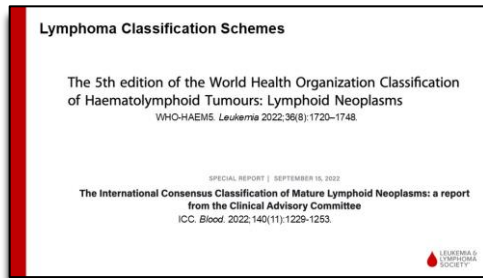 Lymphoma Classification Schemes
The 5th edition of the World Health Organization Classification
of Haematolymphoid Tumours: Lymphoid Neoplasms
WHO-HAEM5. Leukemia 2022;36(8):1720–1748.
SPECIAL REPORT | SEPTEMBER 15, 2022
The International Consensus Classification of Mature Lymphoid Neoplasms: a report
from the Clinical Advisory Committee
ICC. Blood. 2022;140(11):1229-1253.
LEUKEMIA &
LYMPHOMA
SOCIETY